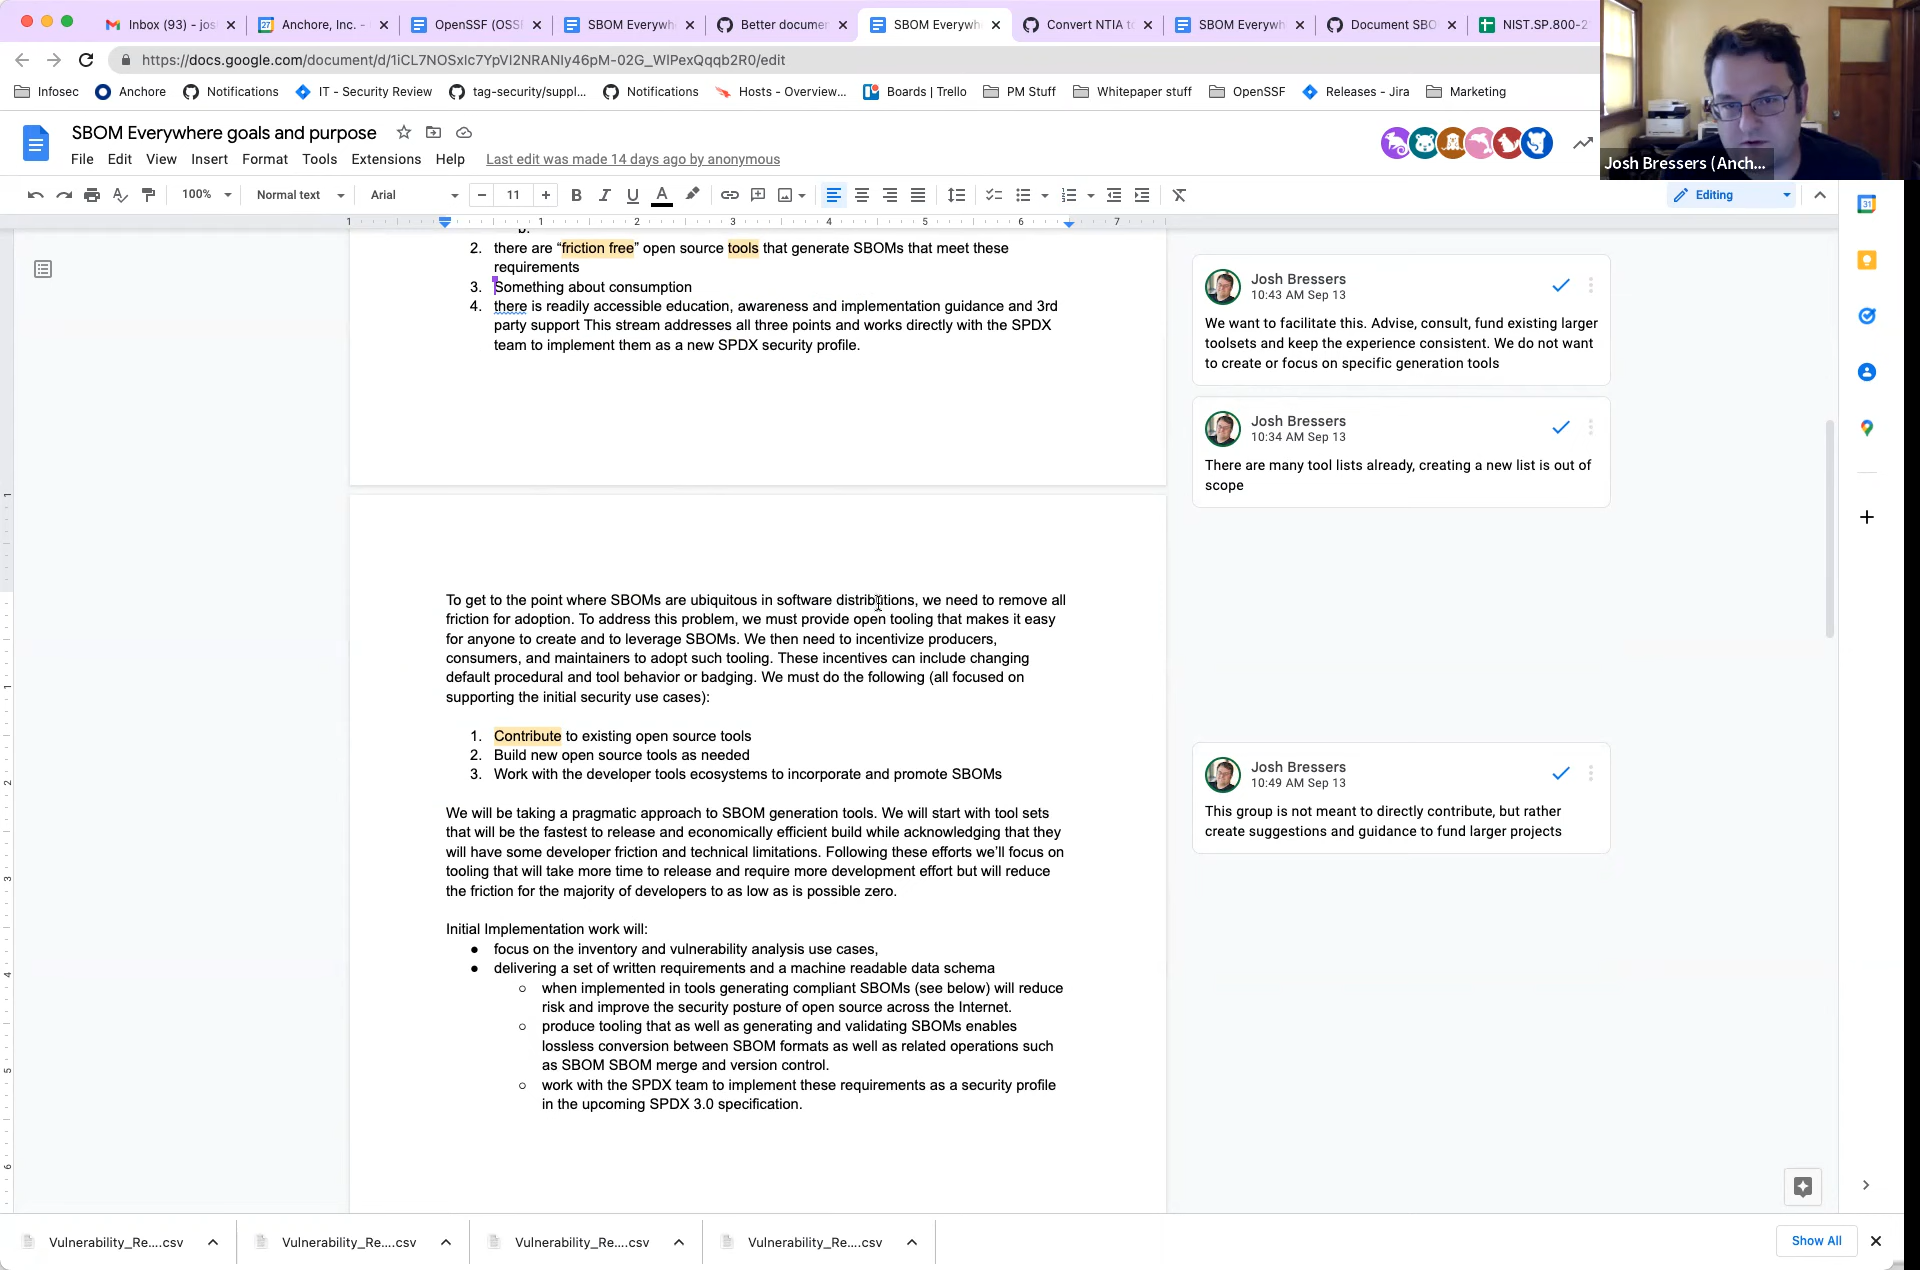 Inbox (93) - jos
Anchore, Inc. -
OpenSSF (OSS
SBOM Everywh
Better documen
SBOM Everywh
Convert NTIA t
SBOM Everywh
Document SBO
NIST.SP.800-2
https://docs.google.com/document/d/
Infosec
Anchore
Notifications
IT - Security Review
tag-security/suppl...
Notifications
Hosts - Overview...
Boards | Trello
PM Stuff
Whitepaper stuff
OpenSSF
Releases - Jira
Marketing
Josh Bressers (Anch...
SBOM Everywhere goals and purpose
File Edit View Insert Format Tools Extensions Help Last edit was made 14 days ago by anonymous
100% Normal text Arial 11 Editing
1 1 2 3 4 5 6 7
b.
2. there are “friction free” open source tools that generate SBOMs that meet these
requirements
3. Something about consumption
4. there is readily accessible education, awareness and implementation guidance and 3rd
party support This stream addresses all three points and works directly with the SPDX
team to implement them as a new SPDX security profile.
Josh Bressers
10:43 AM Sep 13
We want to facilitate this. Advise, consult, fund existing larger
toolsets and keep the experience consistent. We do not want
to create or focus on specific generation tools
Josh Bressers
10:34 AM Sep 13
There are many tool lists already, creating a new list is out of
scope
To get to the point where SBOMs are ubiquitous in software distributions, we need to remove all
friction for adoption. To address this problem, we must provide open tooling that makes it easy
for anyone to create and to leverage SBOMs. We then need to incentivize producers,
consumers, and maintainers to adopt such tooling. These incentives can include changing
default procedural and tool behavior or badging. We must do the following (all focused on
supporting the initial security use cases):
1. Contribute to existing open source tools
2. Build new open source tools as needed
3. Work with the developer tools ecosystems to incorporate and promote SBOMs
Josh Bressers
10:49 AM Sep 13
This group is not meant to directly contribute, but rather
create suggestions and guidance to fund larger projects
We will be taking a pragmatic approach to SBOM generation tools. We will start with tool sets
that will be the fastest to release and economically efficient build while acknowledging that they
will have some developer friction and technical limitations. Following these efforts we’ll focus on
tooling that will take more time to release and require more development effort but will reduce
the friction for the majority of developers to as low as is possible zero.
Initial Implementation work will:
● focus on the inventory and vulnerability analysis use cases,
● delivering a set of written requirements and a machine readable data schema
○ when implemented in tools generating compliant SBOMs (see below) will reduce
risk and improve the security posture of open source across the Internet.
○ produce tooling that as well as generating and validating SBOMs enables
lossless conversion between SBOM formats as well as related operations such
as SBOM SBOM merge and version control.
○ work with the SPDX team to implement these requirements as a security profile
in the upcoming SPDX 3.0 specification.
Vulnerability_Re....csv
Vulnerability_Re....csv
Vulnerability_Re....csv
Vulnerability_Re....csv
Show All